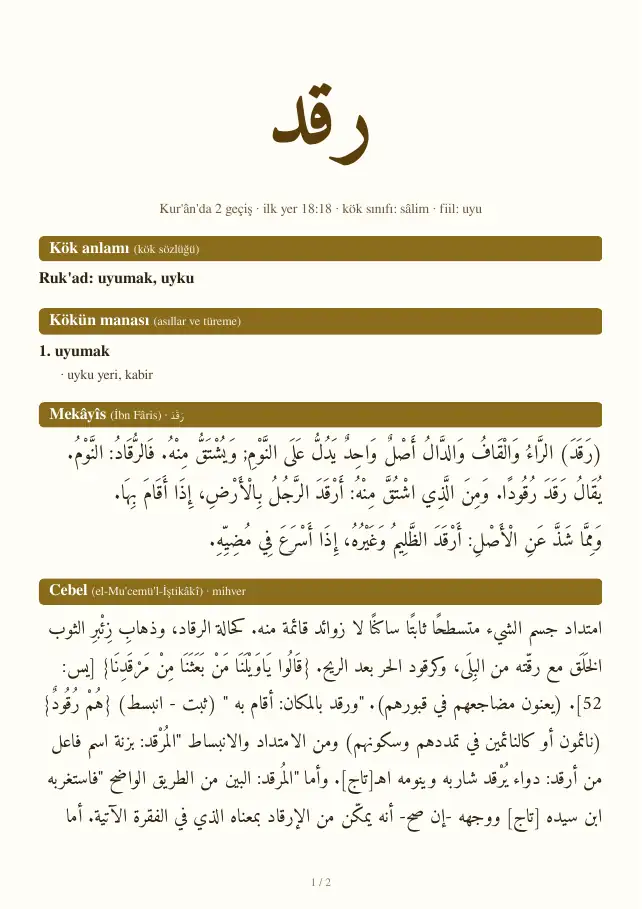 رقد
Kur'ân'da 2 geçiş · ilk yer 18:18 · kök sınıfı: sâlim · fiil: uyu
Kök anlamı (kök sözlüğü)
Ruk'ad: uyumak, uyku
Kökün manası (asıllar ve türeme)
1. uyumak
· uyku yeri, kabir
Mekâyîs (İbn Fâris) · رَقَدَ
(رَقَدَ) الرَّاءُ وَالْقَافُ وَالدَّالُ أَصْلٌ وَاحِدٌ يَدُلُّ عَلَى النَّوْمِ; وَيُشْتَقُّ مِنْهُ. فَالرُّقَادُ: النَّوْمُ.
يُقَالُ رَقَدَ رُقُودًا. وَمِنَ الَّذِي اشْتُقَّ مِنْهُ: أَرْقَدَ الرَّجُلُ بِالْأَرْضِ، إِذَا أَقَامَ بِهَا.
وَمِمَّا شَذَّ عَنِ الْأَصْلِ: أَرْقَدَ الظَّلِيمُ وَغَيْرُهُ، إِذَا أَسْرَعَ فِي مُضِيِّهِ.
Cebel (el-Mu'cemü'l-İştikâkî) · mihver
امتداد جسم الشيء متسطحًا ثابتًا ساكنًا لا زوائد قائمة منه. كحالة الرقاد، وذهابِ زِئْبِرِ الثوب
الخَلَق مع رقّته من البِلَى، وكرقود الحر بعد الريح. {قَالُوا يَاوَيْلَنَا مَنْ بَعَثَنَا مِنْ مَرْقَدِنَا} [يس:
52]. (يعنون مضاجعهم في قبورهم). "ورقد بالمكان: أقام به " (ثبت - انبسط) {هُمْ رُقُودٌ}
(نائمون أو كالنائمين في تمددهم وسكونهم) ومن الامتداد والانبساط "المُرْقد: بزنة اسم فاعل
من أرقد: دواء يُرْقد شاربه وينومه اهـ[تاج]. وأما "المُرقد: البين من الطريق الواضح "فاستغربه
ابن سيده [تاج] ووجهه -إن صح- أنه يمكّن من الإرقاد بمعناه الذي في الفقرة الآتية. أما
1 / 2